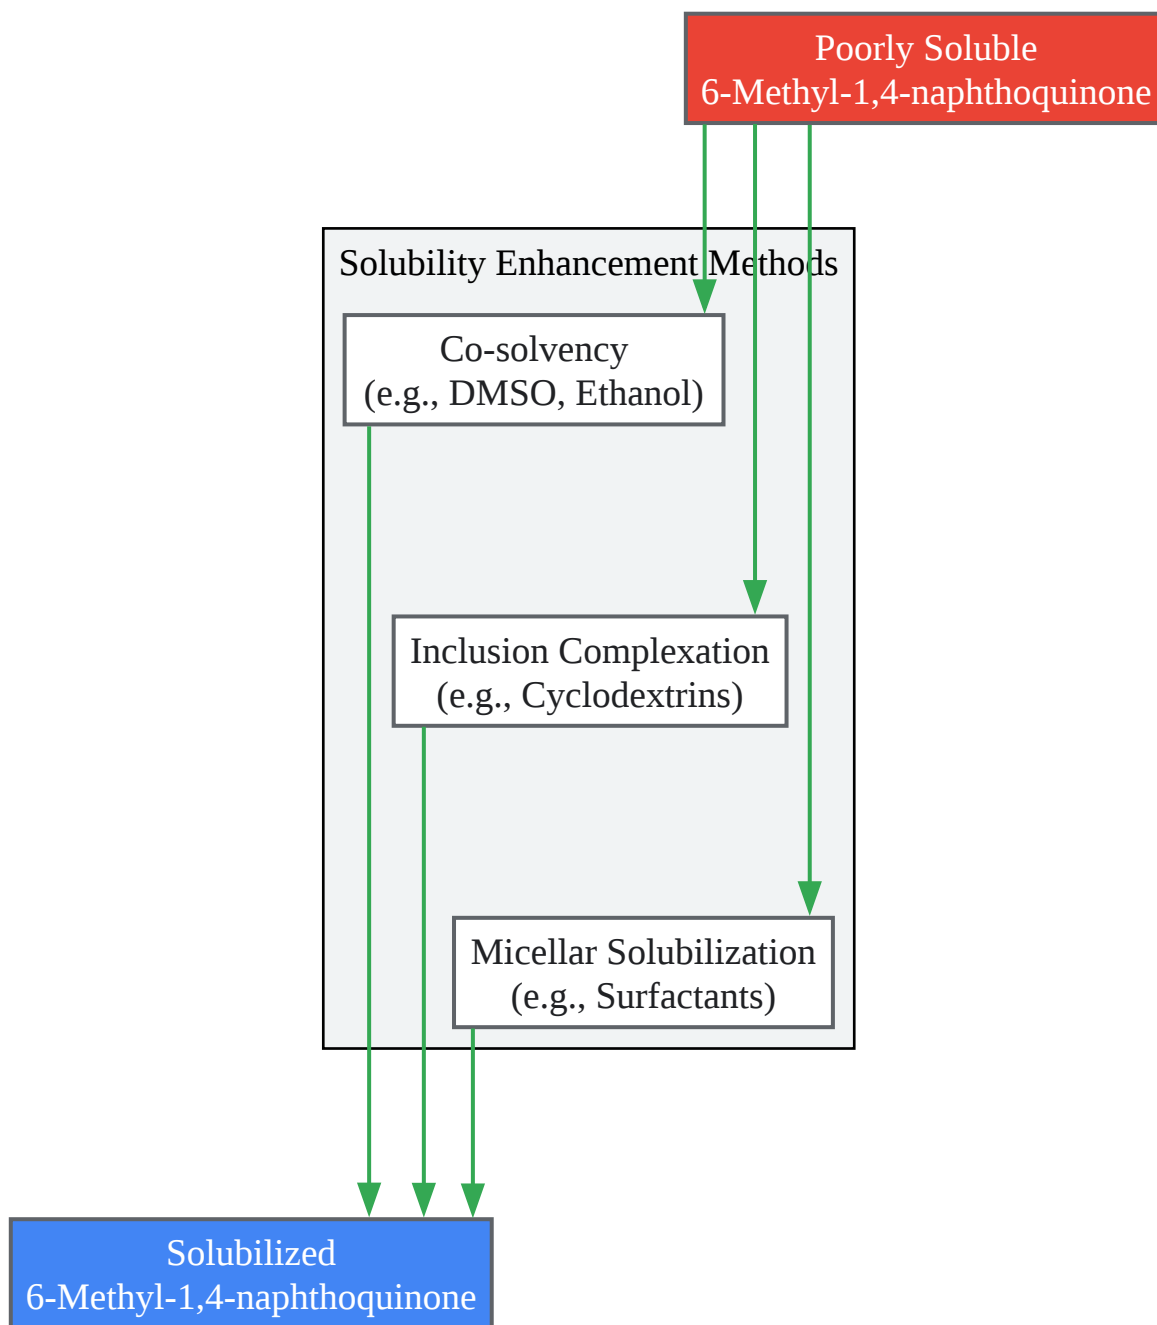 Poorly Soluble
6-Methyl-1,4-naphthoquinone
Solubility Enhancement Methods
Co-solvency
(e.g., DMSO, Ethanol)
Inclusion Complexation
(e.g., Cyclodextrins)
Micellar Solubilization
(e.g., Surfactants)
Solubilized
6-Methyl-1,4-naphthoquinone